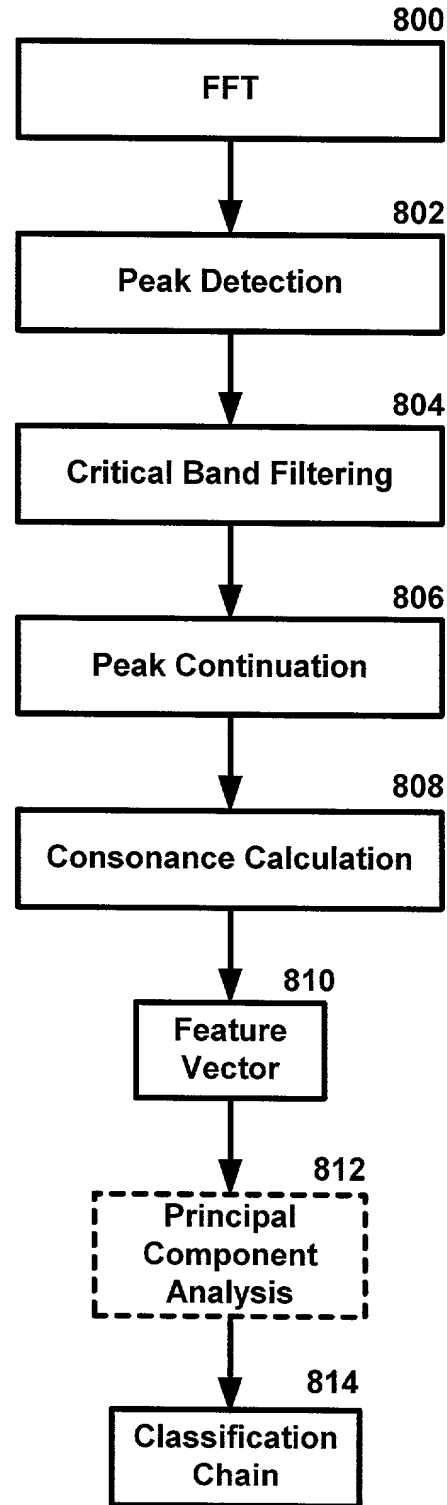 800
FFT
802
Peak Detection
804
Critical Band Filtering
806
Peak Continuation
808
Consonance Calculation
810
Feature
Vector
812
Principal
Component
Analysis
814
Classification
Chain